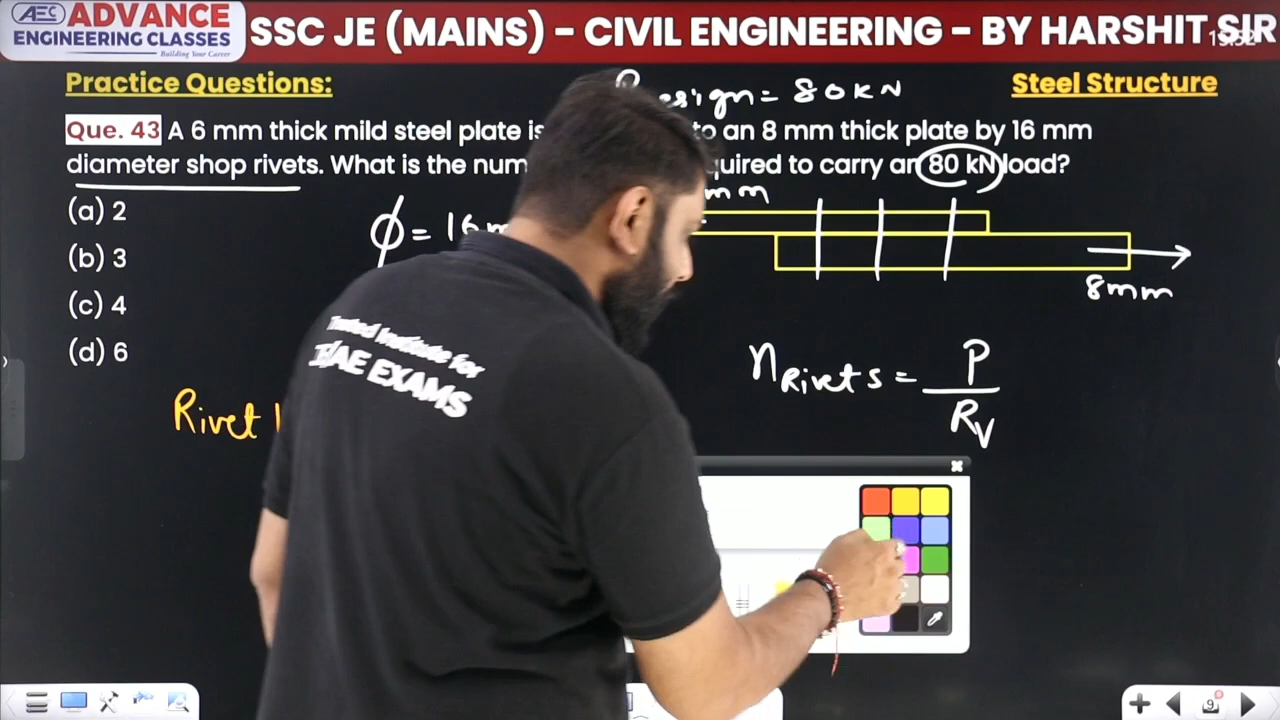 AEC ADVANCE
ENGINEERING CLASSES
Building Your Career
SSC JE (MAINS) - CIVIL ENGINEERING - BY HARSHIT SIR
Practice Questions:
esign = 80 kN
Steel Structure
Que. 43 A 6 mm thick mild steel plate is to an 8 mm thick plate by 16 mm
diameter shop rivets. What is the num quired to carry an 80 kN load?
mm
(a) 2
ϕ = 16 m
(b) 3
8mm
(c) 4
(d) 6
n Rivets = P
R V
Rivet
Trusted Institute for
JE/AE EXAMS
9